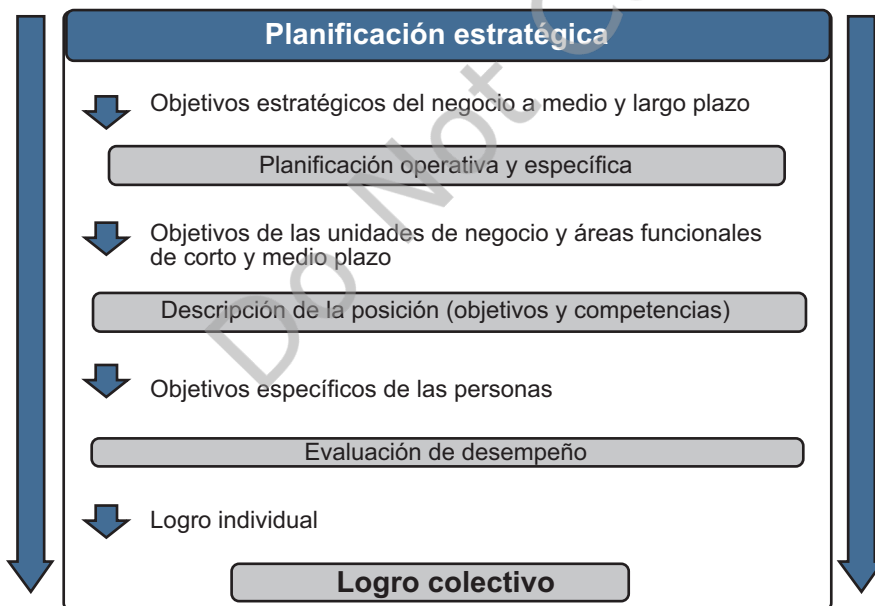 Planificación estratégica
Objetivos estratégicos del negocio a medio y largo plazo
Planificación operativa y específica
Objetivos de las unidades de negocio y áreas funcionales
de corto y medio plazo
Descripción de la posición (objetivos y competencias)
Objetivos específicos de las personas
Evaluación de desempeño
Logro individual
Logro colectivo
Do Not C